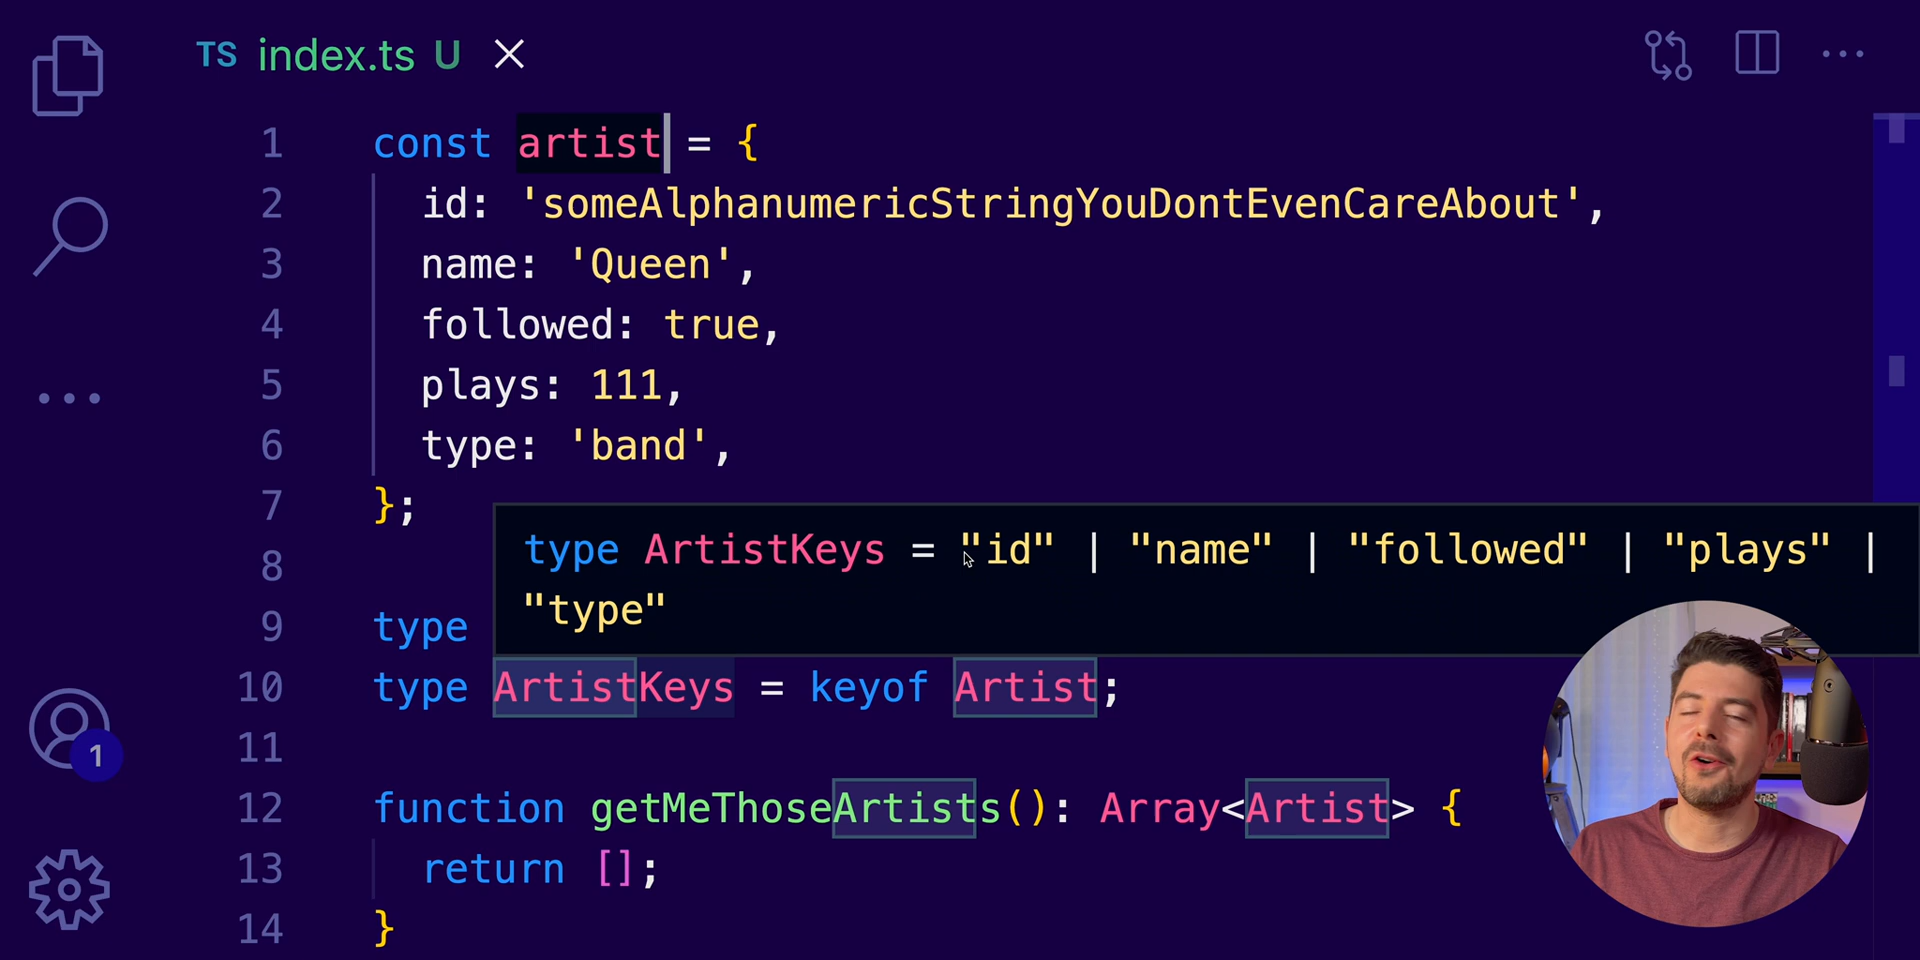 TS index.ts U
1 const artist = {
2 id: 'someAlphanumericStringYouDontEvenCareAbout',
3 name: 'Queen',
4 followed: true,
5 plays: 111,
6 type: 'band',
7 };
type ArtistKeys = "id" | "name" | "followed" | "plays" |
"type"
8
9 type
10 type ArtistKeys = keyof Artist;
11
12 function getMeThoseArtists(): Array<Artist> {
13 return [];
14 }
1